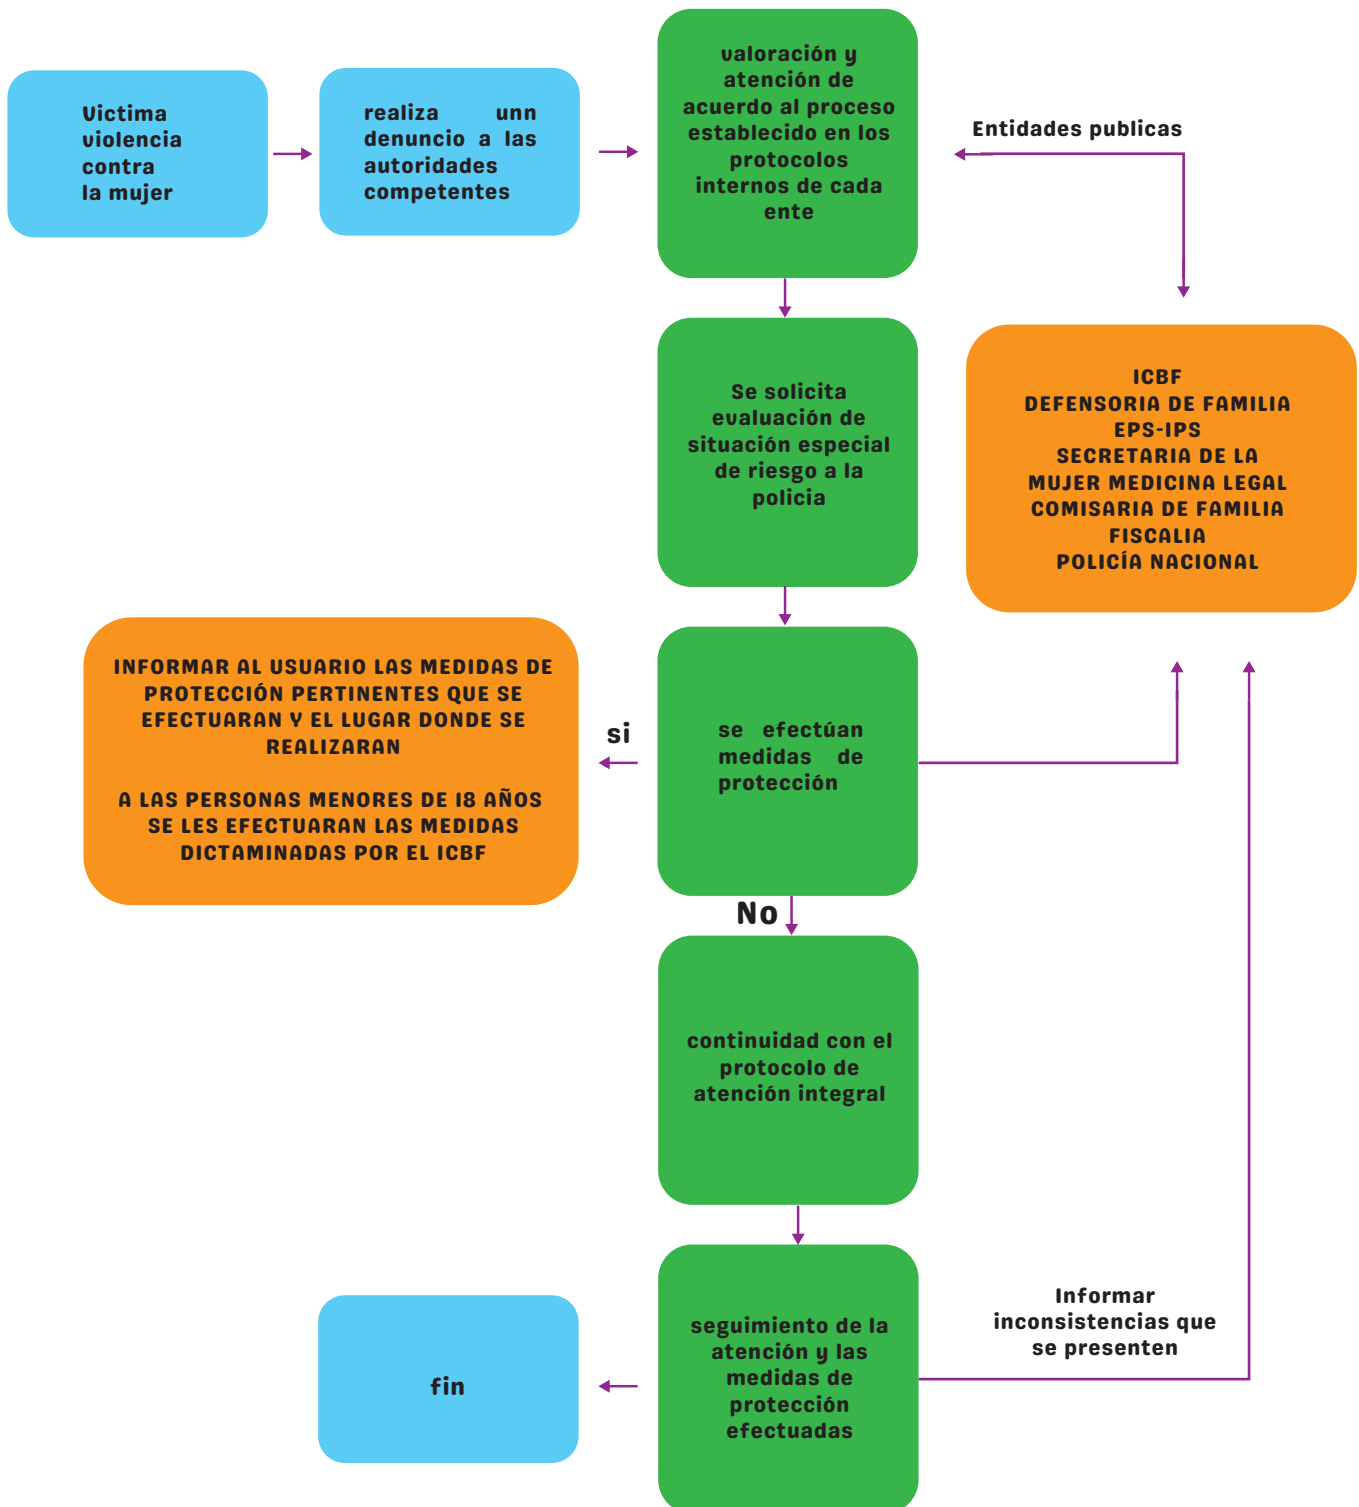 Victima
violencia
contra
la mujer
realiza unn
denuncio a las
autoridades
competentes
valoración y
atención de
acuerdo al proceso
establecido en los
protocolos
internos de cada
ente
Entidades publicas
Se solicita
evaluación de
situación especial
de riesgo a la
policia
ICBF
DEFENSORIA DE FAMILIA
EPS-IPS
SECRETARIA DE LA
MUJER MEDICINA LEGAL
COMISARIA DE FAMILIA
FISCALIA
POLICÍA NACIONAL
INFORMAR AL USUARIO LAS MEDIDAS DE
PROTECCIÓN PERTINENTES QUE SE
EFECTUARAN Y EL LUGAR DONDE SE
REALIZARAN
A LAS PERSONAS MENORES DE 18 AÑOS
SE LES EFECTUARAN LAS MEDIDAS
DICTAMINADAS POR EL ICBF
si
se efectúan
medidas de
protección
No
continuidad con el
protocolo de
atención integral
seguimiento de la
atención y las
medidas de
protección
efectuadas
Informar
inconsistencias que
se presenten
fin